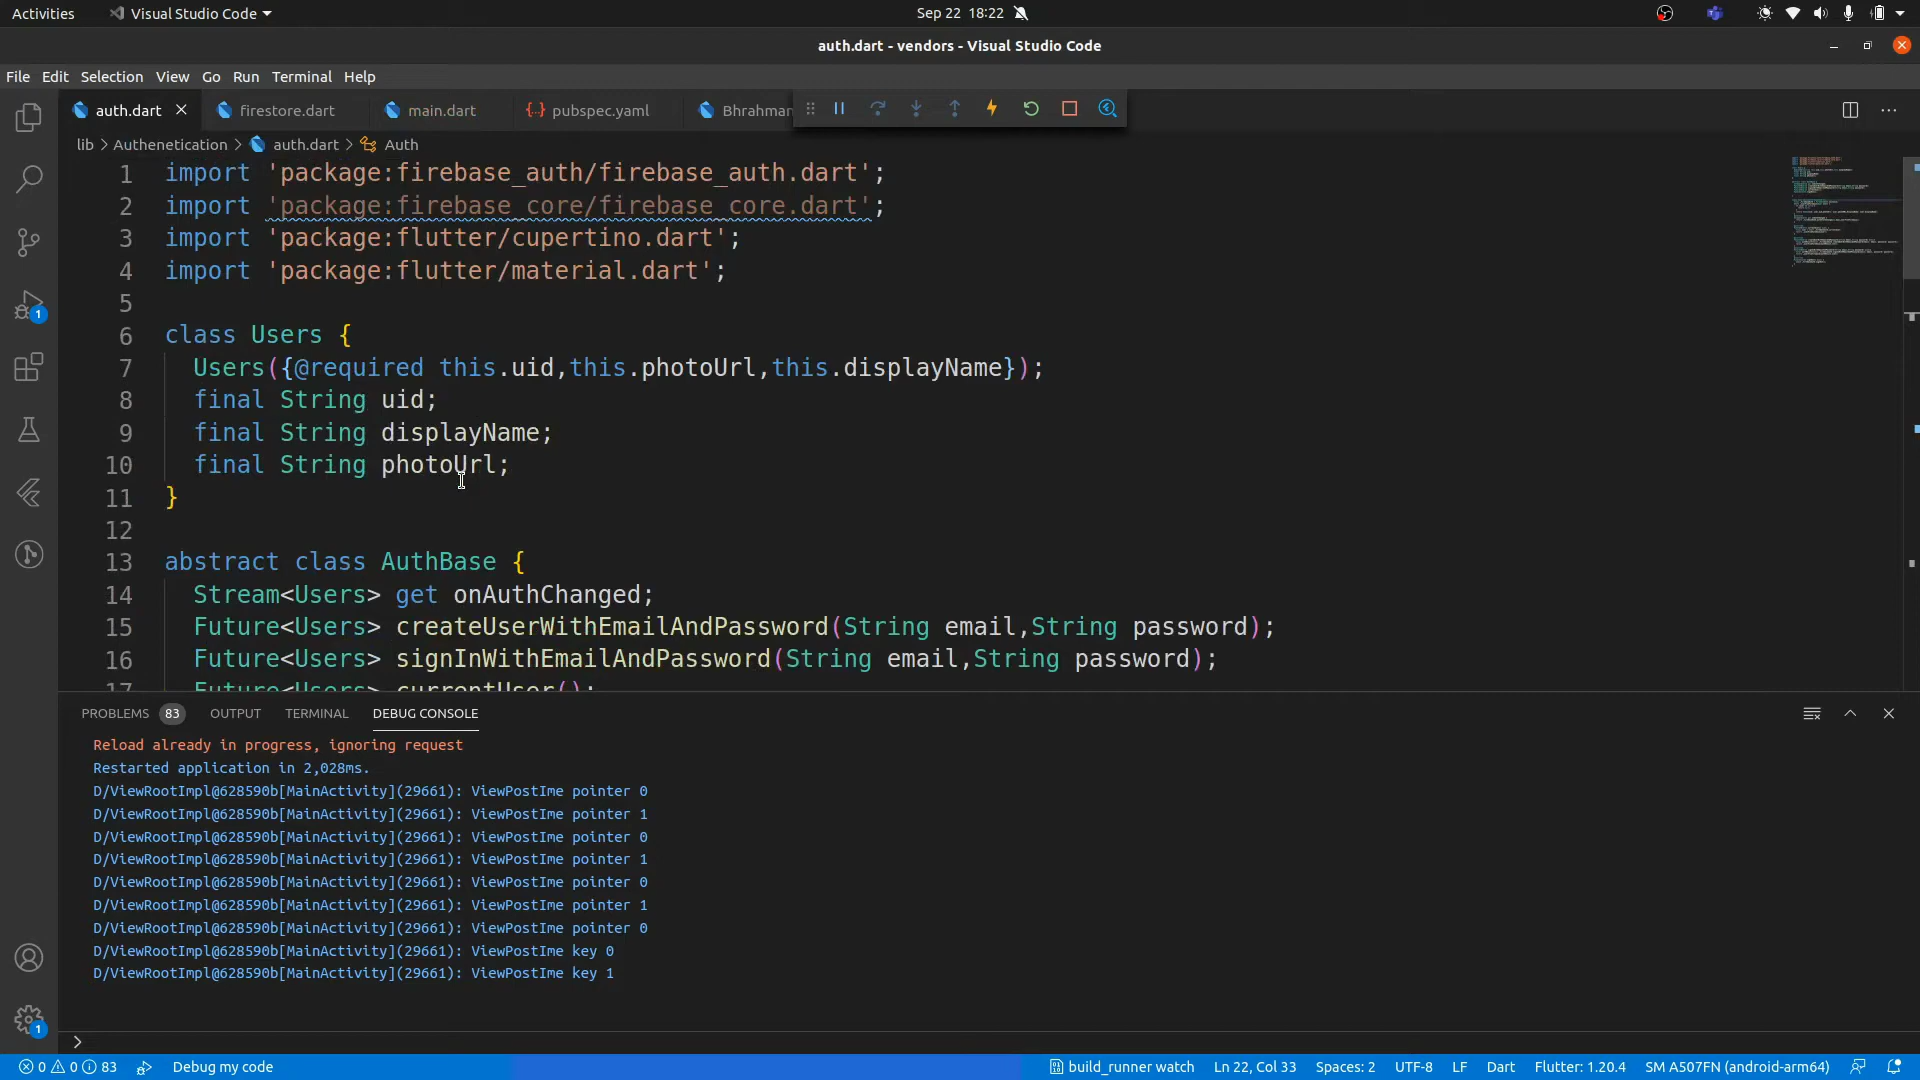 Activities Visual Studio Code Sep 22 18:22
auth.dart - vendors - Visual Studio Code
File Edit Selection View Go Run Terminal Help
auth.dart firestore.dart main.dart pubspec.yaml Bhrahman
lib > Authenetication > auth.dart > Auth
1 import 'package:firebase_auth/firebase_auth.dart';
2 import 'package:firebase_core/firebase_core.dart';
3 import 'package:flutter/cupertino.dart';
4 import 'package:flutter/material.dart';
5
6 class Users {
7 Users({@required this.uid,this.photoUrl,this.displayName});
8 final String uid;
9 final String displayName;
10 final String photoUrl;
11 }
12
13 abstract class AuthBase {
14 Stream<Users> get onAuthChanged;
15 Future<Users> createUserWithEmailAndPassword(String email,String password);
16 Future<Users> signInWithEmailAndPassword(String email,String password);
17 Future<Users> currentUser();
PROBLEMS 83 OUTPUT TERMINAL DEBUG CONSOLE
Reload already in progress, ignoring request
Restarted application in 2,028ms.
D/ViewRootImpl@628590b[MainActivity](29661): ViewPostIme pointer 0
D/ViewRootImpl@628590b[MainActivity](29661): ViewPostIme pointer 1
D/ViewRootImpl@628590b[MainActivity](29661): ViewPostIme pointer 0
D/ViewRootImpl@628590b[MainActivity](29661): ViewPostIme pointer 1
D/ViewRootImpl@628590b[MainActivity](29661): ViewPostIme pointer 0
D/ViewRootImpl@628590b[MainActivity](29661): ViewPostIme pointer 1
D/ViewRootImpl@628590b[MainActivity](29661): ViewPostIme pointer 0
D/ViewRootImpl@628590b[MainActivity](29661): ViewPostIme key 0
D/ViewRootImpl@628590b[MainActivity](29661): ViewPostIme key 1
>
0 0 83 Debug my code build_runner watch Ln 22, Col 33 Spaces: 2 UTF-8 LF Dart Flutter: 1.20.4 SM A507FN (android-arm64)